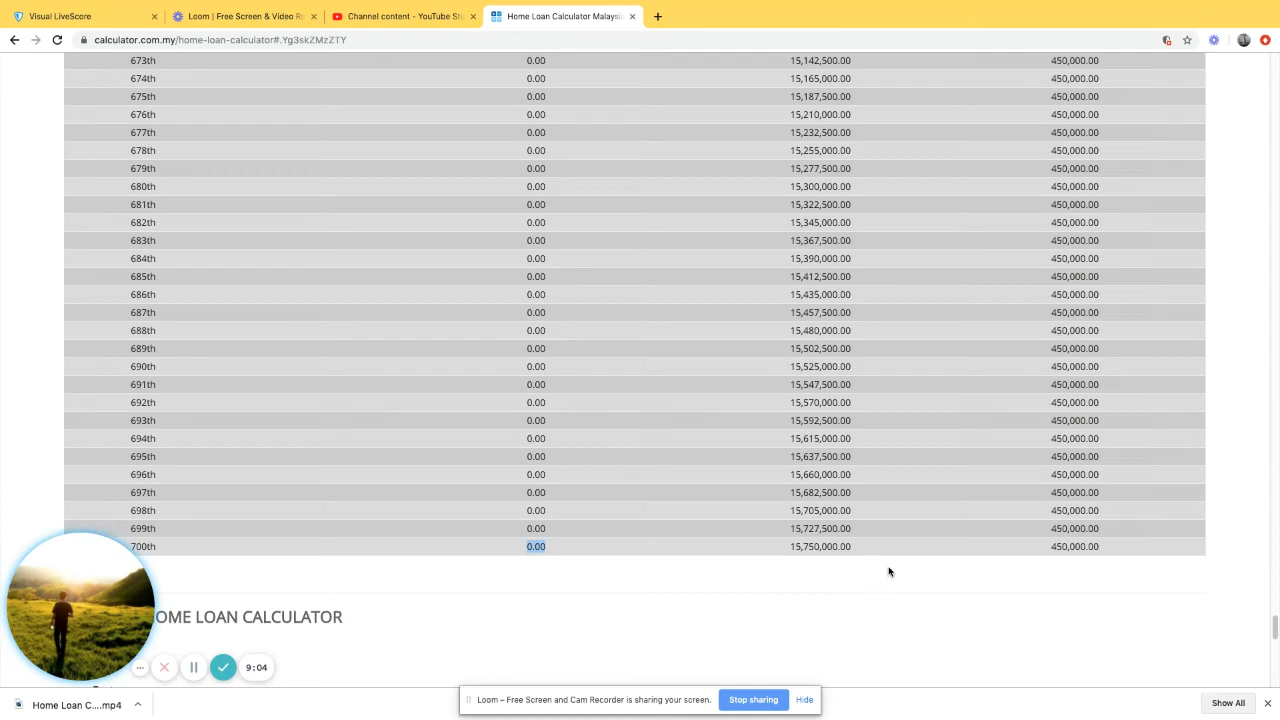 Visual LiveScore
Loom | Free Screen & Video Ro
Channel content - YouTube Stu
Home Loan Calculator Malaysia
calculator.com.my/home-loan-calculator#.Yg3skZMzZTY
673th 0.00 15,142,500.00 450,000.00
674th 0.00 15,165,000.00 450,000.00
675th 0.00 15,187,500.00 450,000.00
676th 0.00 15,210,000.00 450,000.00
677th 0.00 15,232,500.00 450,000.00
678th 0.00 15,255,000.00 450,000.00
679th 0.00 15,277,500.00 450,000.00
680th 0.00 15,300,000.00 450,000.00
681th 0.00 15,322,500.00 450,000.00
682th 0.00 15,345,000.00 450,000.00
683th 0.00 15,367,500.00 450,000.00
684th 0.00 15,390,000.00 450,000.00
685th 0.00 15,412,500.00 450,000.00
686th 0.00 15,435,000.00 450,000.00
687th 0.00 15,457,500.00 450,000.00
688th 0.00 15,480,000.00 450,000.00
689th 0.00 15,502,500.00 450,000.00
690th 0.00 15,525,000.00 450,000.00
691th 0.00 15,547,500.00 450,000.00
692th 0.00 15,570,000.00 450,000.00
693th 0.00 15,592,500.00 450,000.00
694th 0.00 15,615,000.00 450,000.00
695th 0.00 15,637,500.00 450,000.00
696th 0.00 15,660,000.00 450,000.00
697th 0.00 15,682,500.00 450,000.00
698th 0.00 15,705,000.00 450,000.00
699th 0.00 15,727,500.00 450,000.00
700th 0.00 15,750,000.00 450,000.00
OME LOAN CALCULATOR
9:04
Loom – Free Screen and Cam Recorder is sharing your screen. Stop sharing Hide
Home Loan C....mp4
Show All